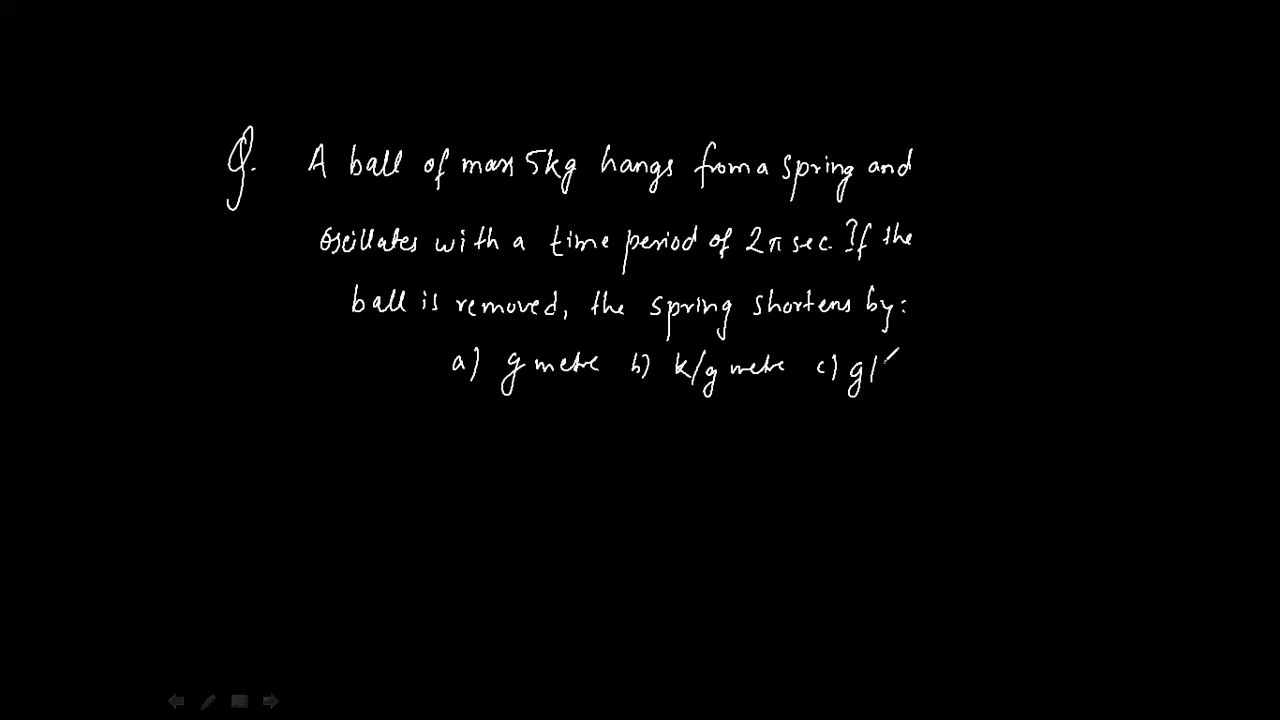 Q. A ball of mass 5kg hangs from a spring and
oscillates with a time period of 2π sec. If the
ball is removed, the spring shortens by:
a) g metre b) k/g metre c) g